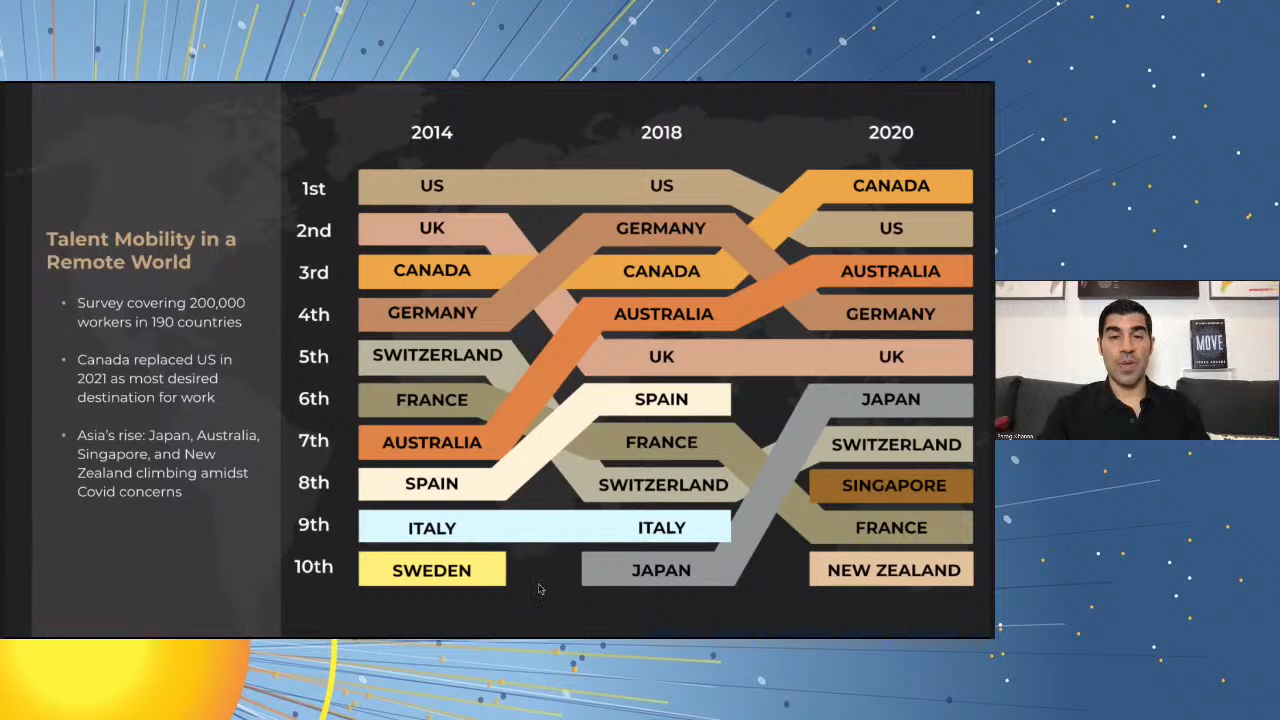 2014 2018 2020
1st US US CANADA
2nd UK GERMANY US
3rd CANADA CANADA AUSTRALIA
4th GERMANY AUSTRALIA GERMANY
5th SWITZERLAND UK UK
6th FRANCE SPAIN JAPAN
7th AUSTRALIA FRANCE SWITZERLAND
8th SPAIN SWITZERLAND SINGAPORE
9th ITALY ITALY FRANCE
10th SWEDEN JAPAN NEW ZEALAND
Talent Mobility in a
Remote World
• Survey covering 200,000
workers in 190 countries
• Canada replaced US in
2021 as most desired
destination for work
• Asia's rise: Japan, Australia,
Singapore, and New
Zealand climbing amidst
Covid concerns
MOVE
Parag Khanna